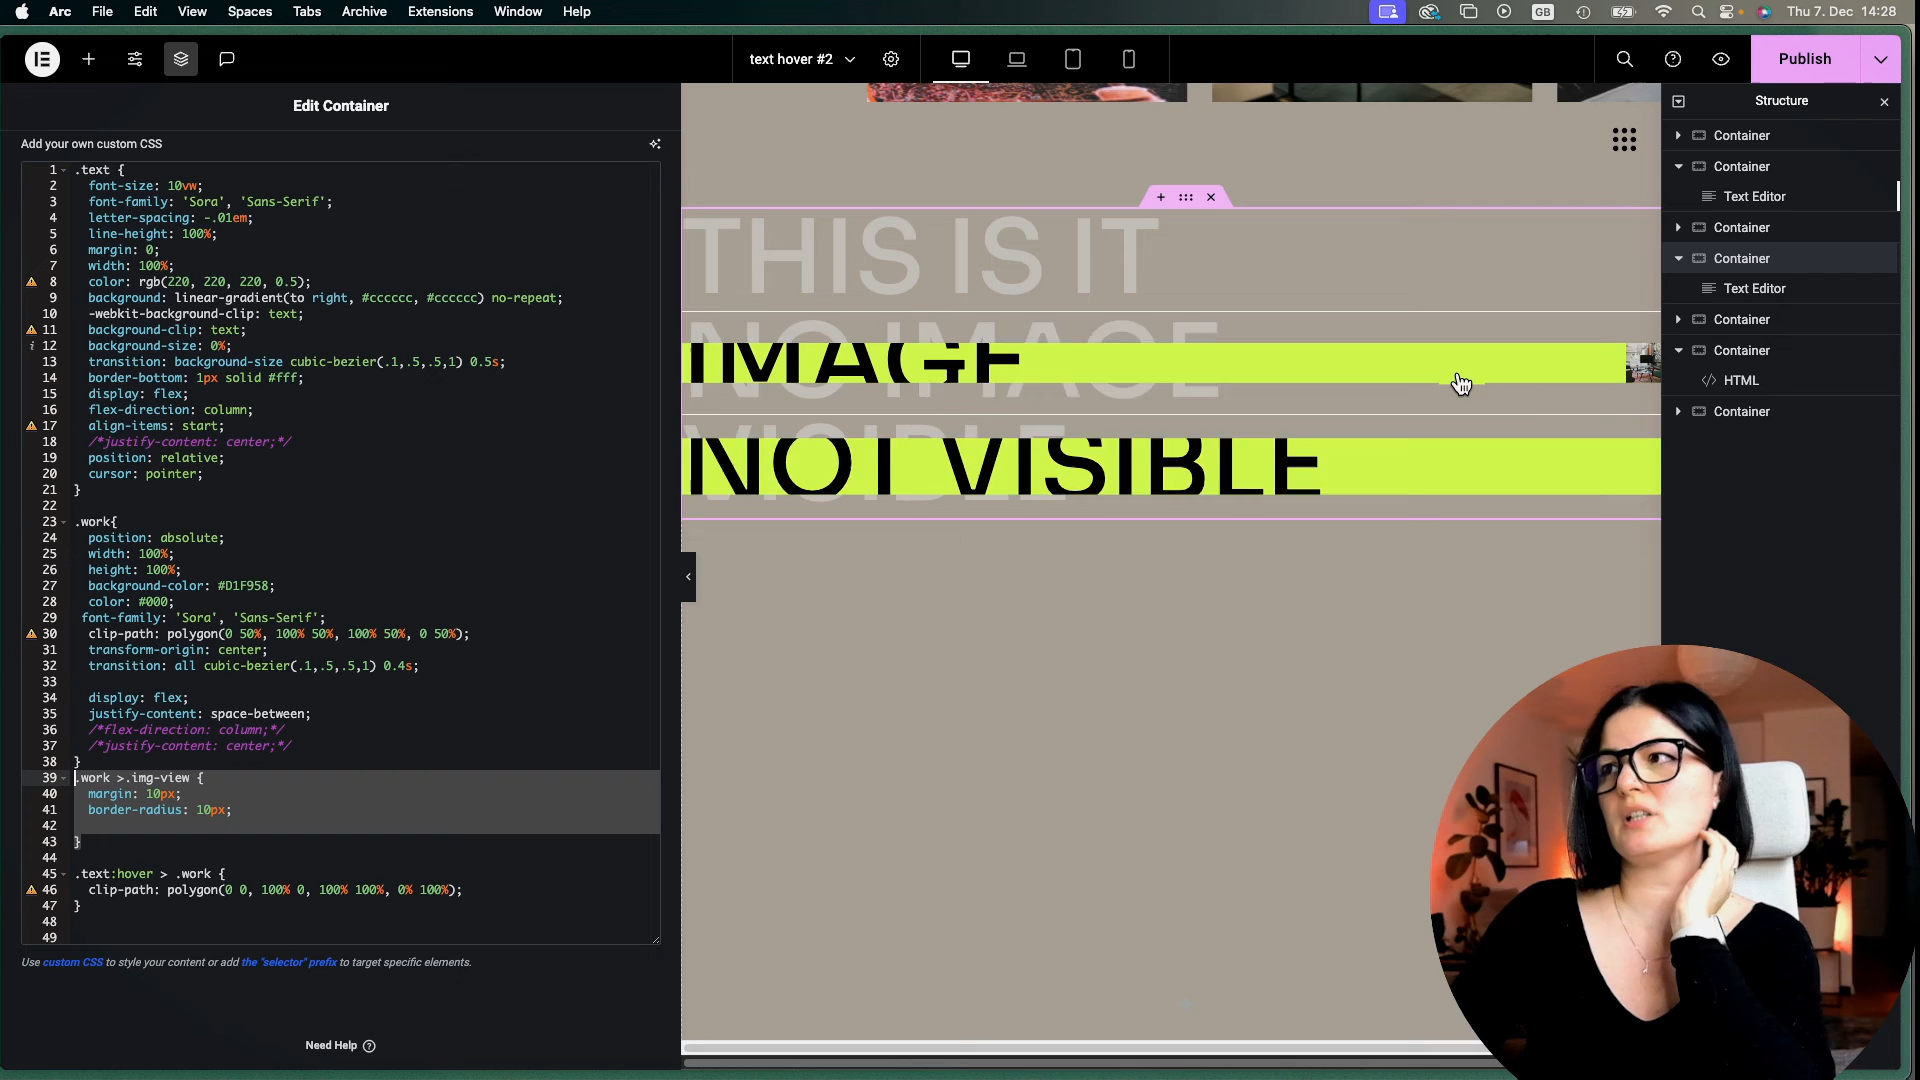 Arc File Edit View Spaces Tabs Archive Extensions Window Help
GB Thu 7. Dec 14:28
text hover #2
Publish
Edit Container
Add your own custom CSS
1 .text {
2 font-size: 10vw;
3 font-family: 'Sora', 'Sans-Serif';
4 letter-spacing: -.01em;
5 line-height: 100%;
6 margin: 0;
7 width: 100%;
8 color: rgb(220, 220, 220, 0.5);
9 background: linear-gradient(to right, #cccccc, #cccccc) no-repeat;
10 -webkit-background-clip: text;
11 background-clip: text;
12 background-size: 0%;
13 transition: background-size cubic-bezier(.1,.5,.5,1) 0.5s;
14 border-bottom: 1px solid #fff;
15 display: flex;
16 flex-direction: column;
17 align-items: start;
18 /*justify-content: center;*/
19 position: relative;
20 cursor: pointer;
21 }
22
23 .work{
24 position: absolute;
25 width: 100%;
26 height: 100%;
27 background-color: #D1F958;
28 color: #000;
29 font-family: 'Sora', 'Sans-Serif';
30 clip-path: polygon(0 50%, 100% 50%, 100% 50%, 0 50%);
31 transform-origin: center;
32 transition: all cubic-bezier(.1,.5,.5,1) 0.4s;
33
34 display: flex;
35 justify-content: space-between;
36 /*flex-direction: column;*/
37 /*justify-content: center;*/
38 }
39 .work >.img-view {
40 margin: 10px;
41 border-radius: 10px;
42
43 }
44
45 .text:hover > .work {
46 clip-path: polygon(0 0, 100% 0, 100% 100%, 0% 100%);
47 }
48
49
Use custom CSS to style your content or add the "selector" prefix to target specific elements.
Need Help
THIS IS IT
NO IMAGE
IMAGE
VISIBLE
NOT VISIBLE
Structure
Container
Container
Text Editor
Container
Container
Text Editor
Container
Container
</> HTML
Container